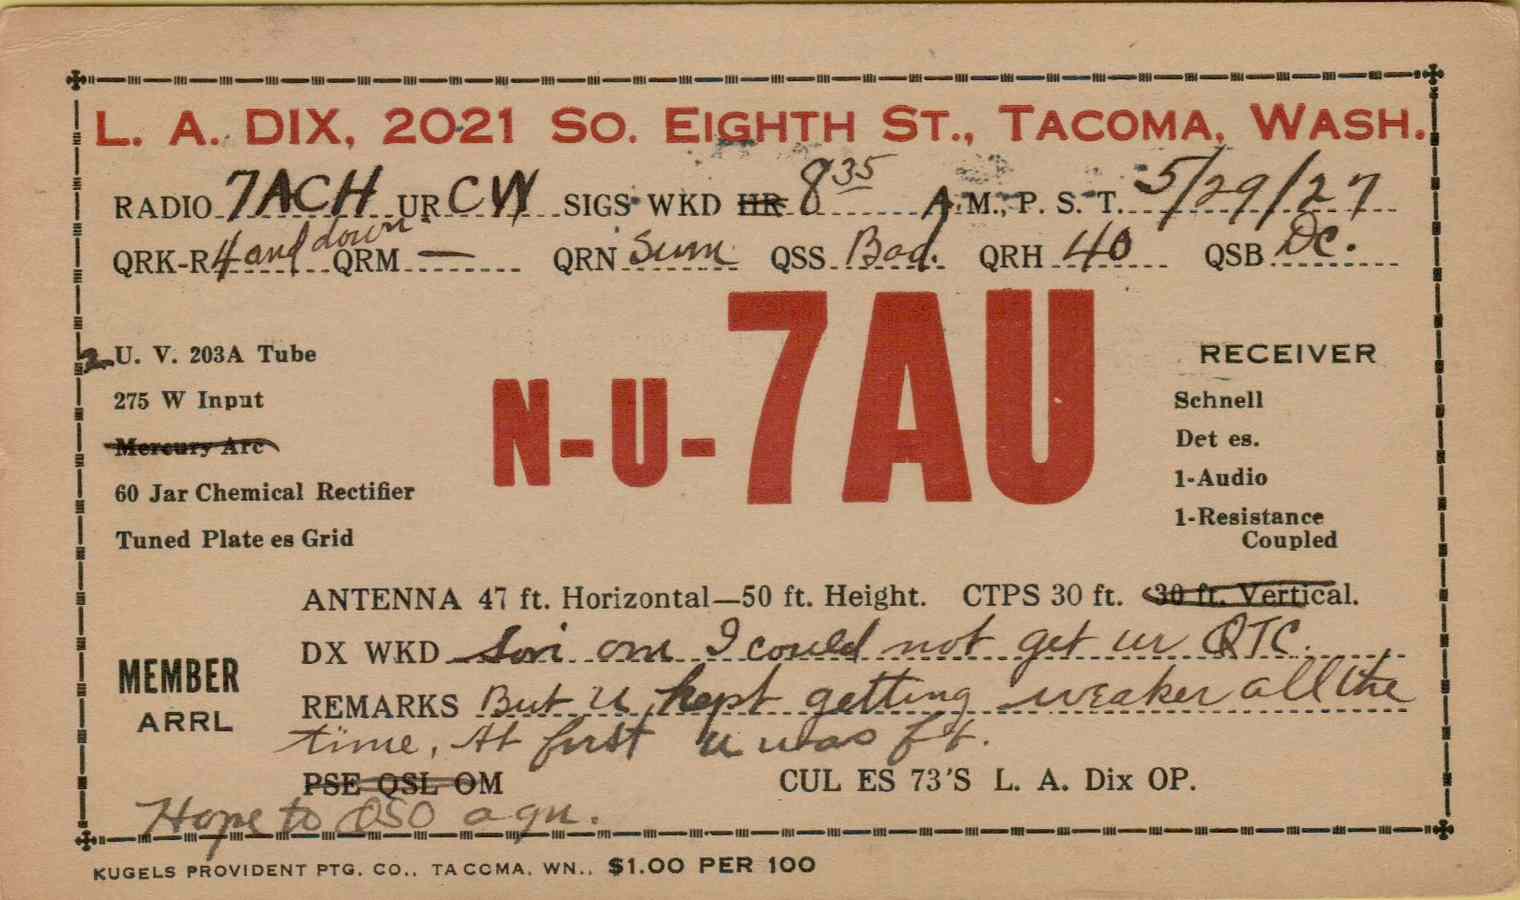 L. A. DIX, 2021 SO. EIGHTH ST., TACOMA, WASH.
RADIO 7ACH UR CW SIGS WKD HR 8 35 A.M., P. S. T. 5/29/27
QRK-R 4 and down QRM — QRN Sum QSS Bad. QRH 40 QSB DC.
2 U. V. 203A Tube
275 W Input
Mercury Arc
60 Jar Chemical Rectifier
Tuned Plate es Grid
N-U-7AU
RECEIVER
Schnell
Det es.
1-Audio
1-Resistance
Coupled
ANTENNA 47 ft. Horizontal—50 ft. Height. CTPS 30 ft. 30 ft. Vertical.
MEMBER
ARRL
DX WKD Sori om I could not get ur QTC.
REMARKS But u kept getting weaker all the
time, At first u was
PSE QSL OM CUL ES 73'S L. A. Dix OP.
Hope to QSO agn.
KUGELS PROVIDENT PTG. CO., TACOMA, WN., $1.00 PER 100